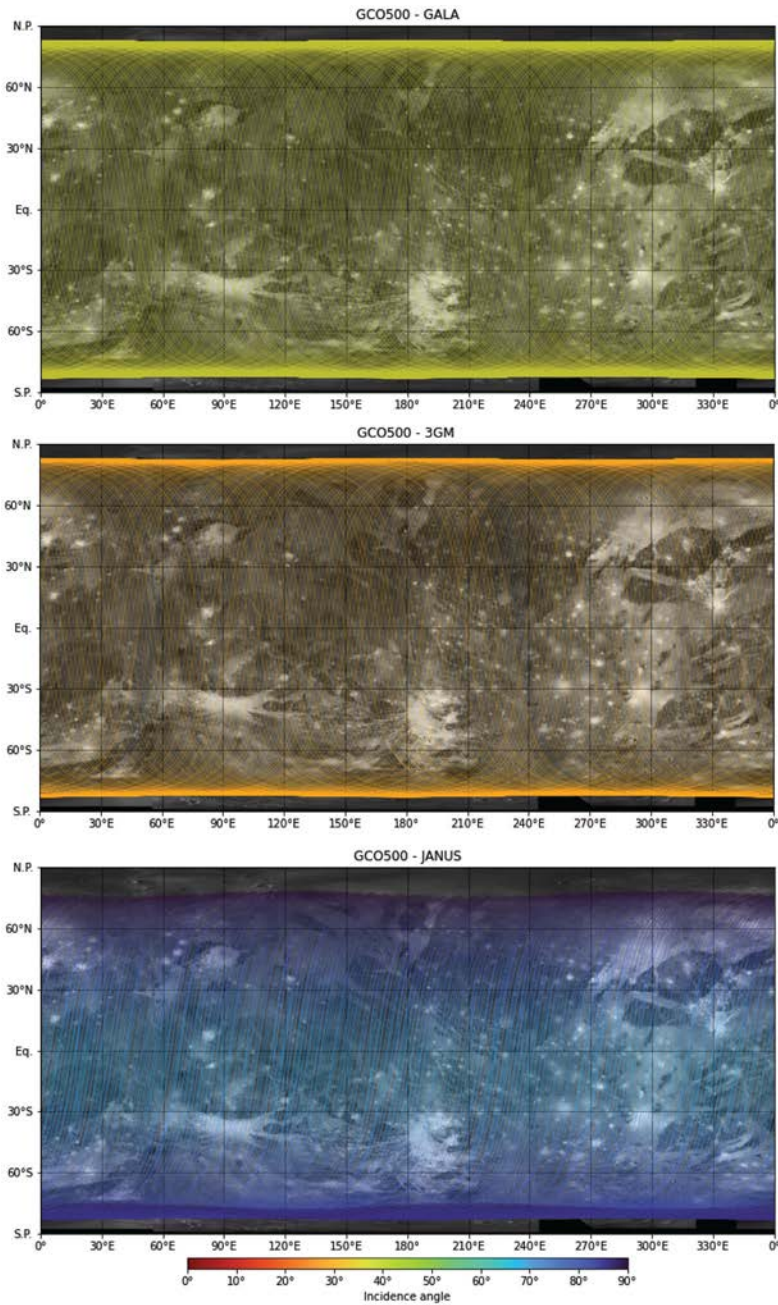 GCO500 - GALA
N.P.
60°N
30°N
Eq.
30°S
60°S
S.P.
0° 30°E 60°E 90°E 120°E 150°E 180° 210°E 240°E 270°E 300°E 330°E 0°
GCO500 - 3GM
N.P.
60°N
30°N
Eq.
30°S
60°S
S.P.
0° 30°E 60°E 90°E 120°E 150°E 180° 210°E 240°E 270°E 300°E 330°E 0°
GCO500 - JANUS
N.P.
60°N
30°N
Eq.
30°S
60°S
S.P.
0° 30°E 60°E 90°E 120°E 150°E 180° 210°E 240°E 270°E 300°E 330°E 0°
0° 10° 20° 30° 40° 50° 60° 70° 80° 90°
Incidence angle